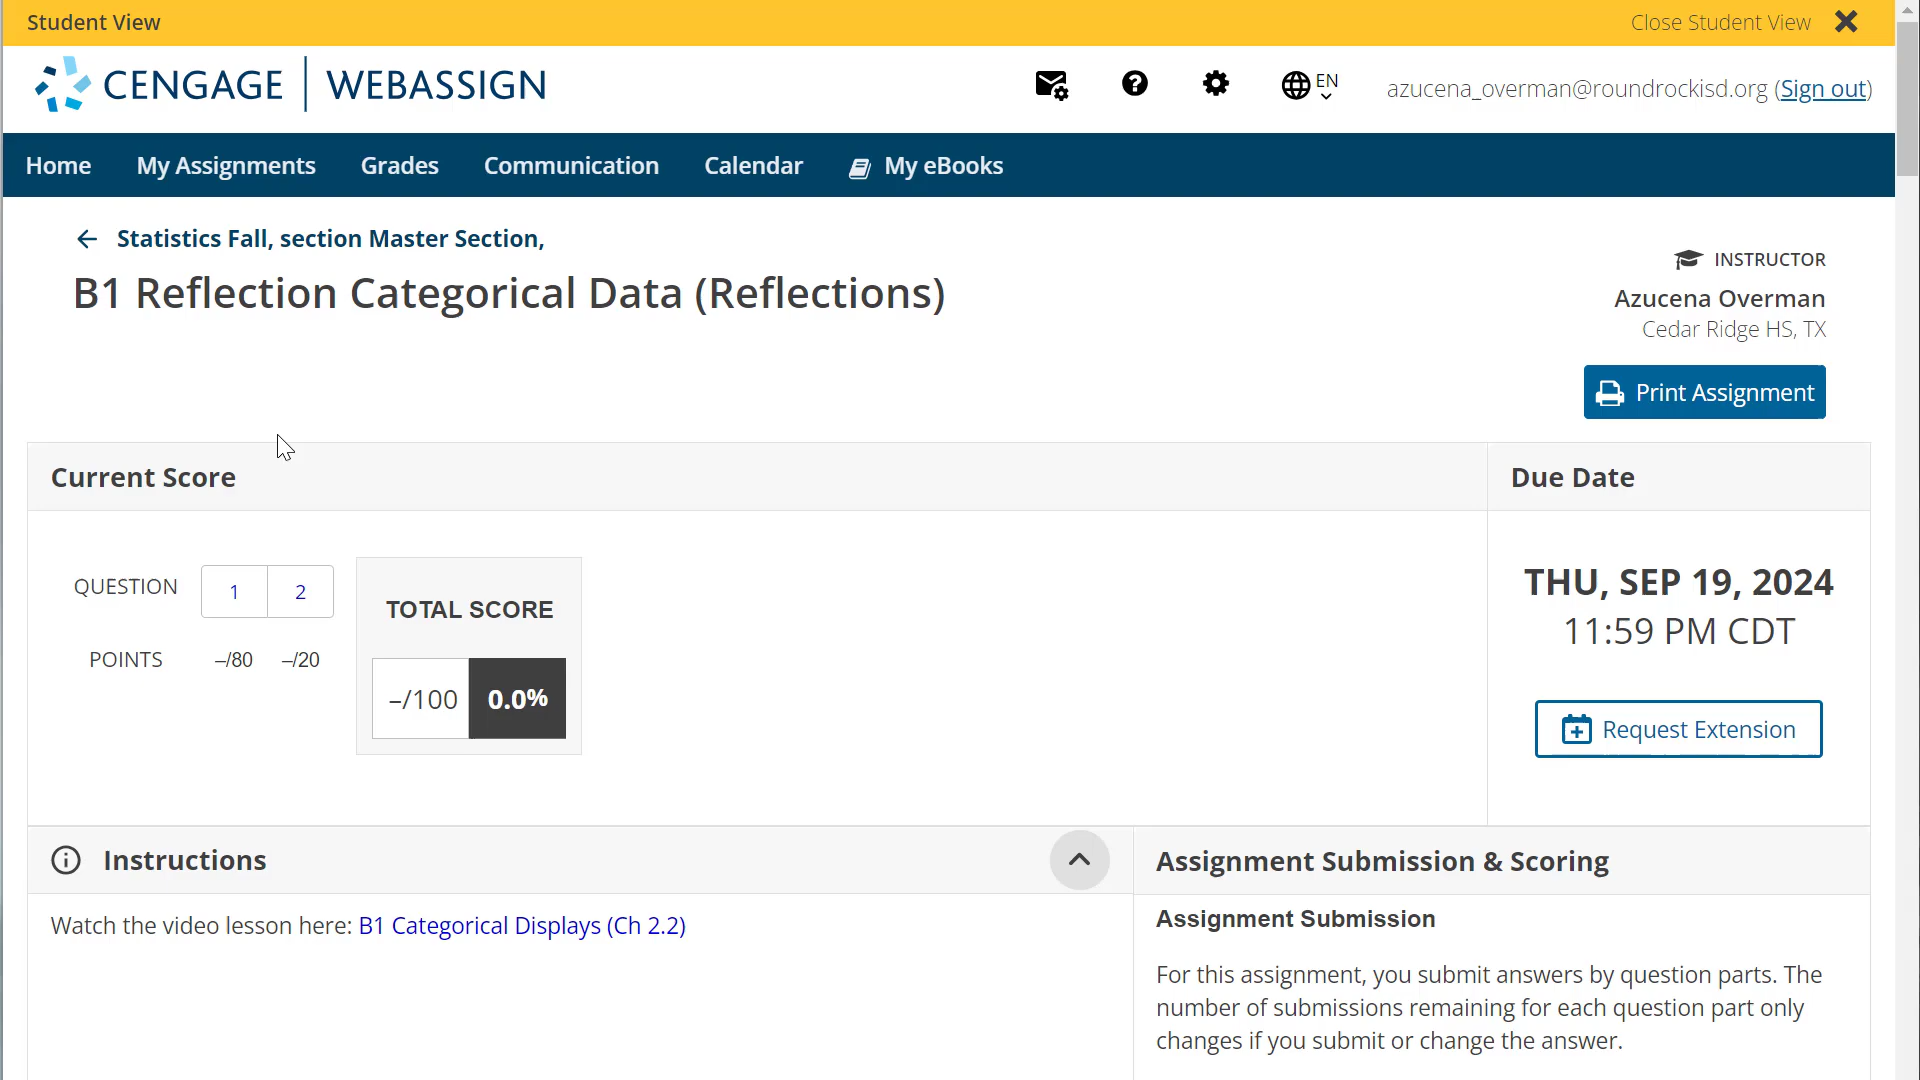 Student View
Close Student View
CENGAGE WEBASSIGN
EN
azucena_overman@roundrockisd.org (Sign out)
Home
My Assignments
Grades
Communication
Calendar
My eBooks
Statistics Fall, section Master Section,
B1 Reflection Categorical Data (Reflections)
INSTRUCTOR
Azucena Overman
Cedar Ridge HS, TX
Print Assignment
Current Score
Due Date
QUESTION 1 2
POINTS –/80 –/20
TOTAL SCORE
–/100 0.0%
THU, SEP 19, 2024
11:59 PM CDT
Request Extension
Instructions
Watch the video lesson here: B1 Categorical Displays (Ch 2.2)
Assignment Submission & Scoring
Assignment Submission
For this assignment, you submit answers by question parts. The
number of submissions remaining for each question part only
changes if you submit or change the answer.